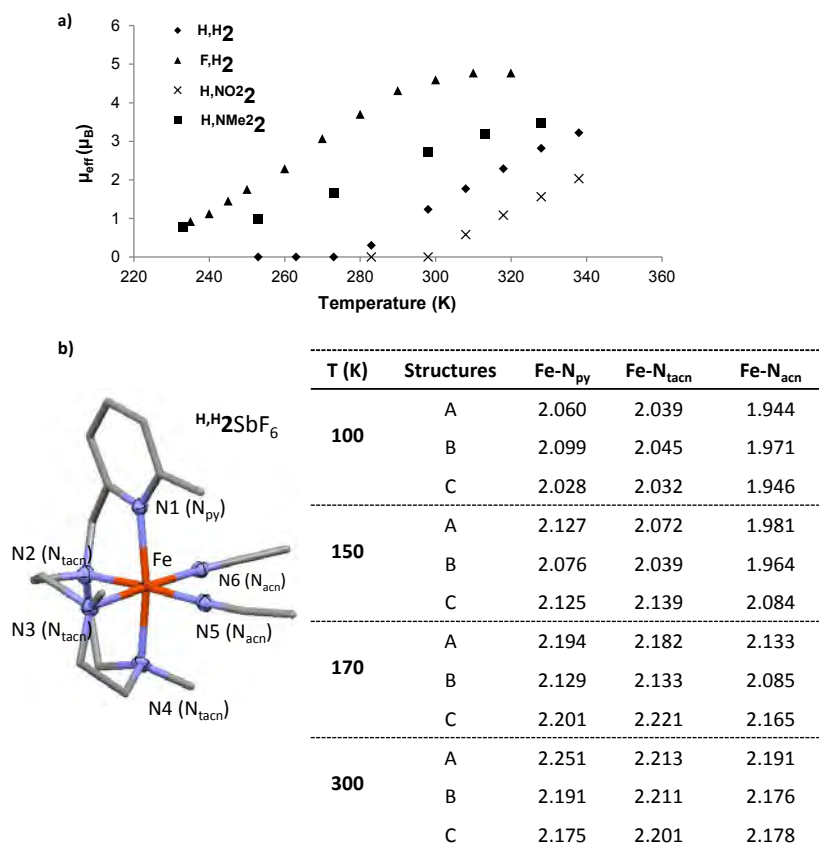 a)
H,H2
F,H2
H,NO22
H,NMe22
6
5
4
3
2
1
0
μeff (μB)
220 240 260 280 300 320 340 360
Temperature (K)
b)
H,H2SbF6
N1 (Npy)
N2 (Ntacn)
Fe
N6 (Nacn)
N3 (Ntacn)
N5 (Nacn)
N4 (Ntacn)
T (K) Structures Fe-Npy Fe-Ntacn Fe-Nacn
100 A 2.060 2.039 1.944
B 2.099 2.045 1.971
C 2.028 2.032 1.946
150 A 2.127 2.072 1.981
B 2.076 2.039 1.964
C 2.125 2.139 2.084
170 A 2.194 2.182 2.133
B 2.129 2.133 2.085
C 2.201 2.221 2.165
300 A 2.251 2.213 2.191
B 2.191 2.211 2.176
C 2.175 2.201 2.178